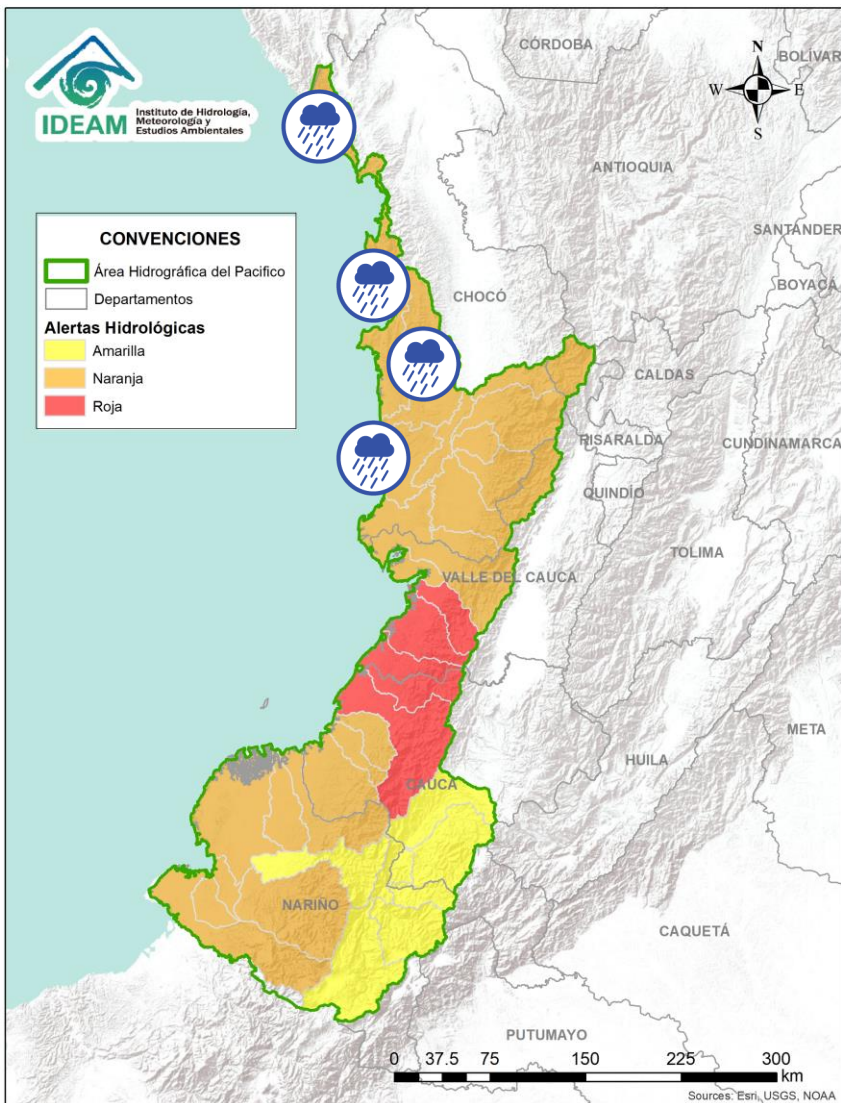 IDEAM
Instituto de Hidrología,
Meteorología y
Estudios Ambientales
CÓRDOBA
BOLÍVAR
N
W
E
S
ANTIOQUIA
SANTANDER
BOYACÁ
CONVENCIONES
Área Hidrográfica del Pacifico
Departamentos
Alertas Hidrológicas
Amarilla
Naranja
Roja
CHOCÓ
CALDAS
RISARALDA
CUNDINAMARCA
QUINDÍO
TOLIMA
VALLE DEL CAUCA
META
HUILA
CAUCA
NARIÑO
CAQUETÁ
PUTUMAYO
0 37.5 75 150 225 300
km
Sources: Esri, USGS, NOAA